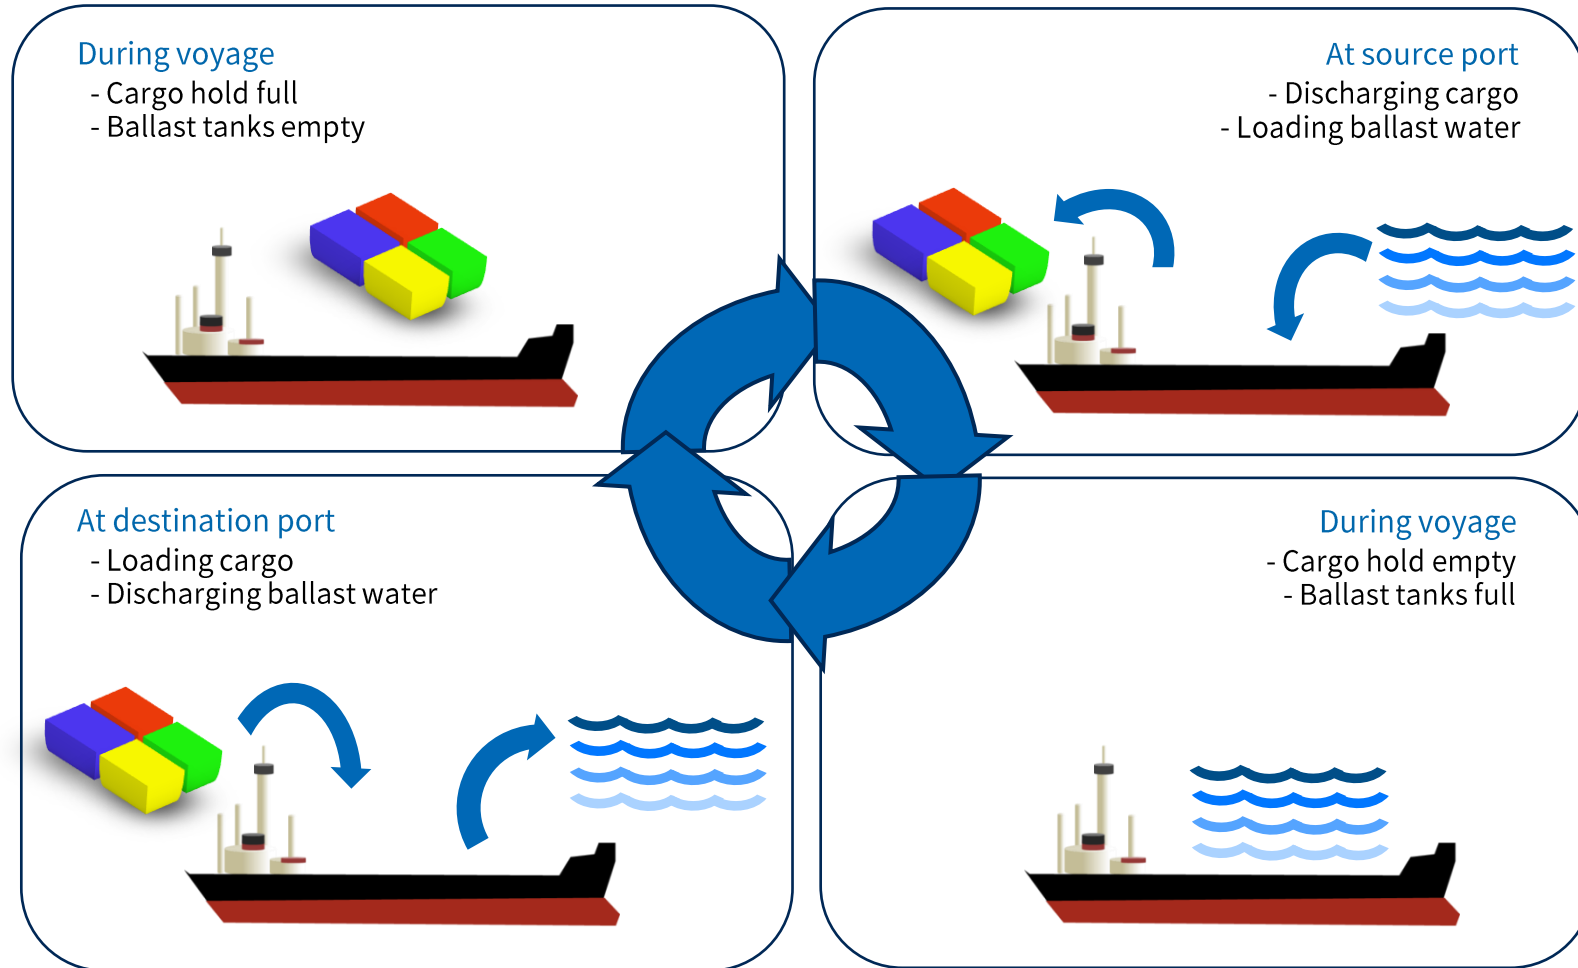 During voyage
- Cargo hold full
- Ballast tanks empty
At source port
- Discharging cargo
- Loading ballast water
At destination port
- Loading cargo
- Discharging ballast water
During voyage
- Cargo hold empty
- Ballast tanks full